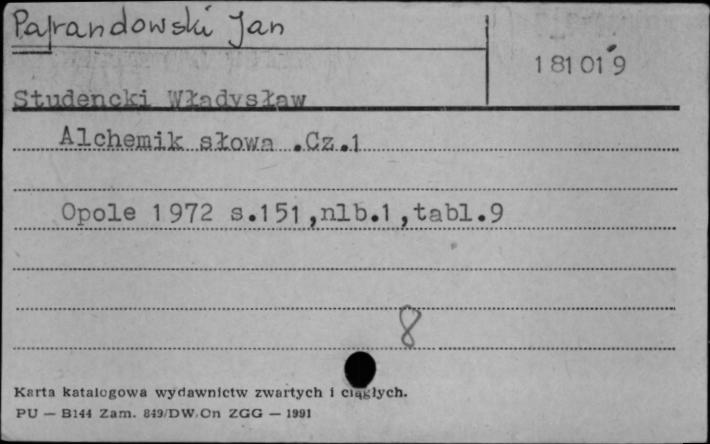 Parandowski Jan
181019
Studencki Władysław
Alchemik słowa .Cz.1
Opole 1972 s.151,nlb.1,tabl.9
8
Karta katalogowa wydawnictw zwartych i ciągłych.
PU — B144 Zam. 849/DW/On ZGG — 1991